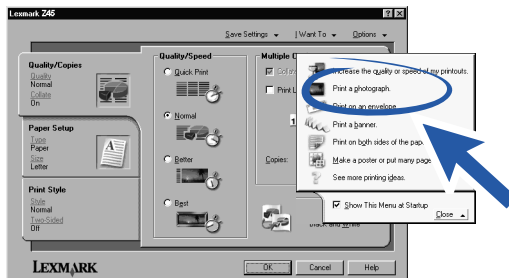 Lexmark Z45
Save Settings I Want To Options
Quality/Copies
Quality
Normal
Collate
On
Paper Setup
Type
Paper
Size
Letter
Print Style
Style
Normal
Two-Sided
Off
Quality/Speed
Quick Print
Normal
Better
Best
Multiple
Print
1
Copies:
Black and White
Increase the quality or speed of my printouts.
Print a photograph.
Print on an envelope.
Print a banner.
Print on both sides of the
Make a poster or put many page
See more printing ideas.
Show This Menu at Startup
Close
LEXMARK
OK Cancel Help